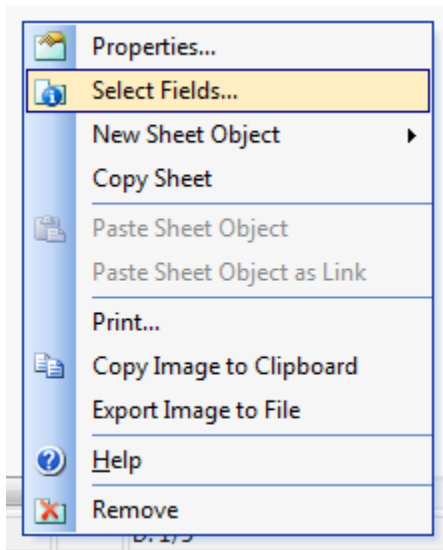 Properties...
Select Fields...
New Sheet Object
Copy Sheet
Paste Sheet Object
Paste Sheet Object as Link
Print...
Copy Image to Clipboard
Export Image to File
Help
Remove